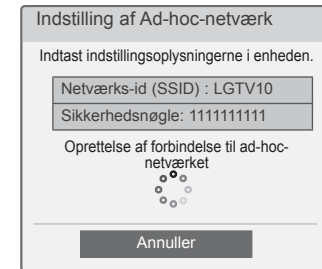 Indstilling af Ad-hoc-netværk
Indtast indstillingsoplysningerne i enheden.
Netværks-id (SSID) : LGTV10
Sikkerhedsnøgle: 1111111111
Oprettelse af forbindelse til ad-hoc-
netværket
Annuller